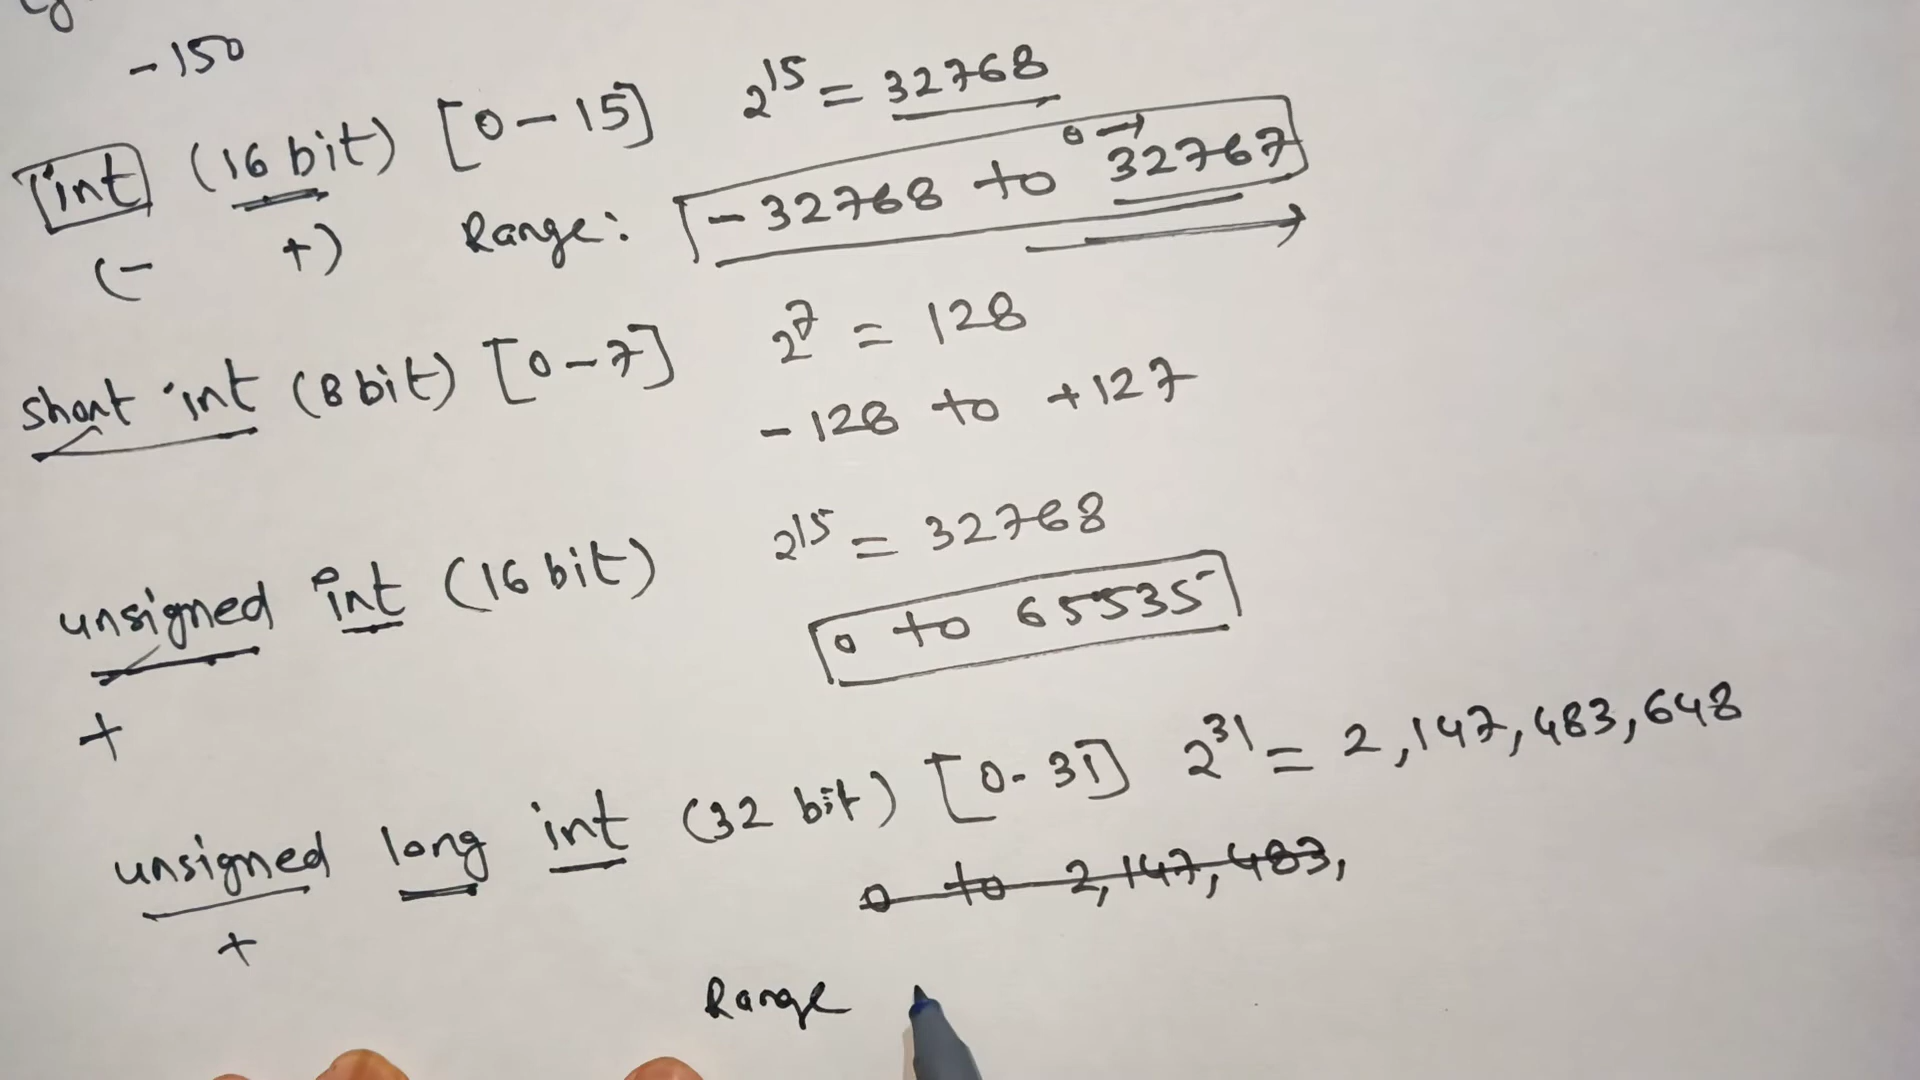 -150
int (16 bit) [0-15] 2^15 = 32768
(- +) Range: -32768 to 0→ 32767
short int (8 bit) [0-7] 2^7 = 128
-128 to +127
unsigned int (16 bit) 2^15 = 32768
0 to 65535
+
unsigned long int (32 bit) [0-31] 2^31 = 2,147,483,648
0 to 2,147,483,
+
Range